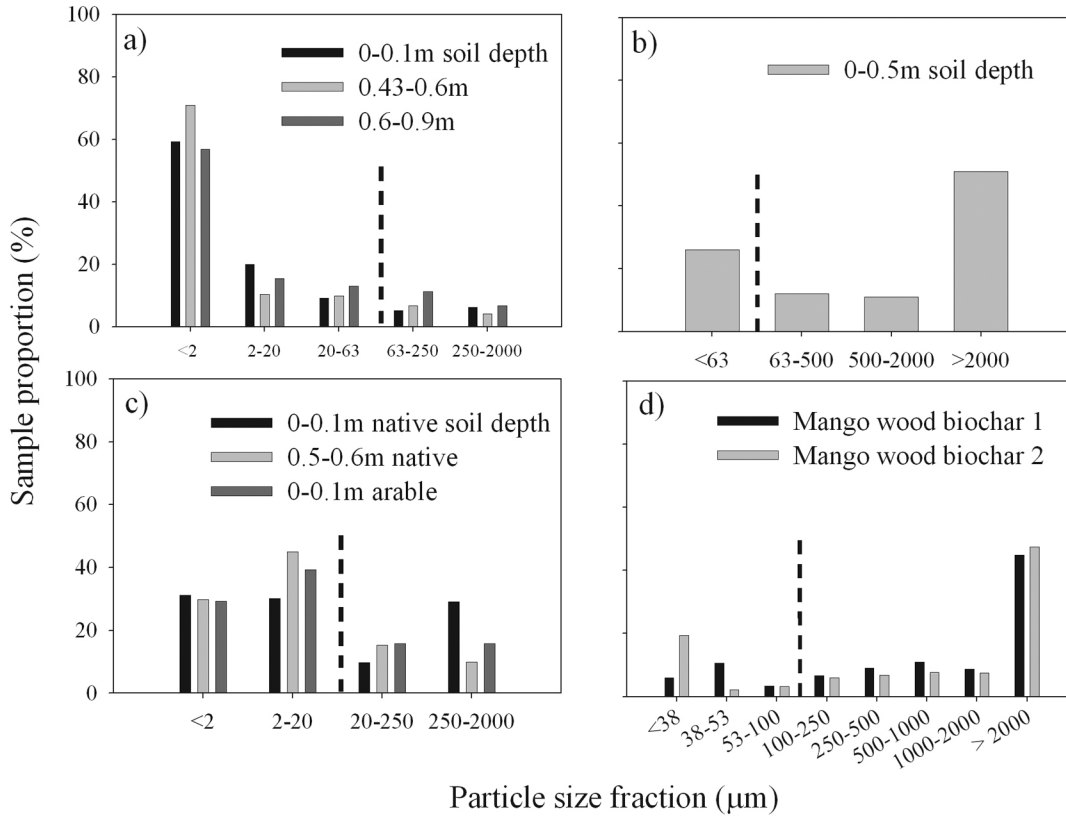 Sample proportion (%)
a)
0-0.1m soil depth
0.43-0.6m
0.6-0.9m
100
80
60
40
20
0
<2
2-20
20-63
63-250
250-2000
b)
0-0.5m soil depth
<63
63-500
500-2000
>2000
c)
0-0.1m native soil depth
0.5-0.6m native
0-0.1m arable
100
80
60
40
20
0
<2
2-20
20-250
250-2000
d)
Mango wood biochar 1
Mango wood biochar 2
<38
38-53
53-100
100-250
250-500
500-1000
1000-2000
> 2000
Particle size fraction (μm)